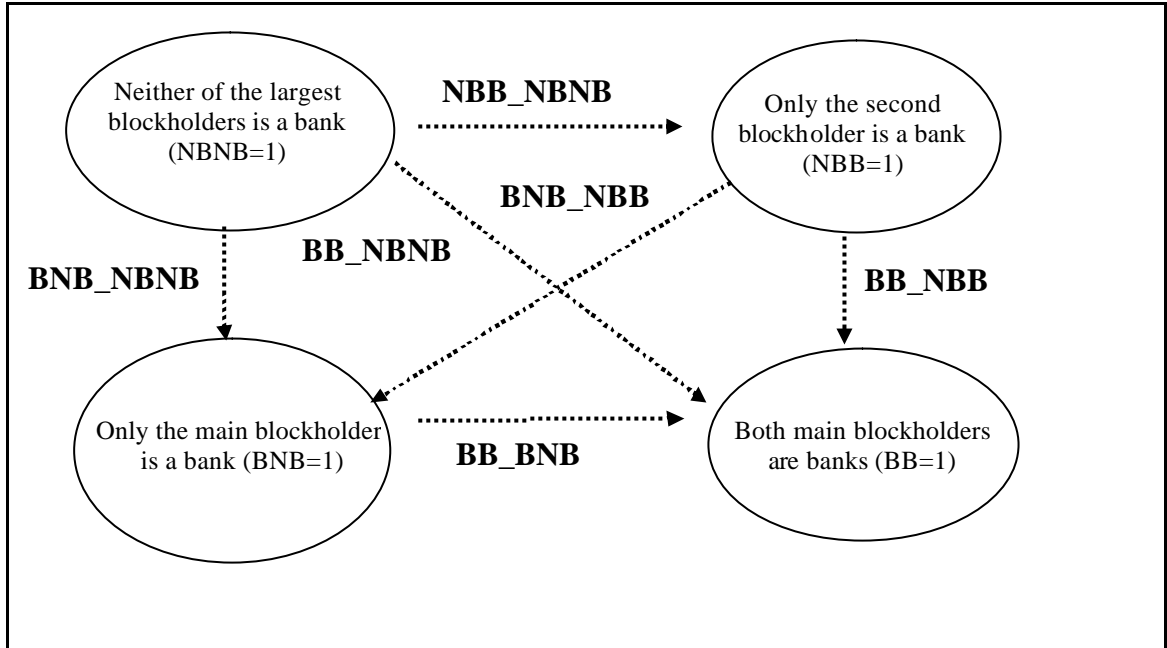 Neither of the largest
blockholders is a bank
(NBNB=1)
NBB_NBNB
Only the second
blockholder is a bank
(NBB=1)
BNB_NBB
BB_NBNB
BNB_NBNB
BB_NBB
Only the main blockholder
is a bank (BNB=1)
BB_BNB
Both main blockholders
are banks (BB=1)